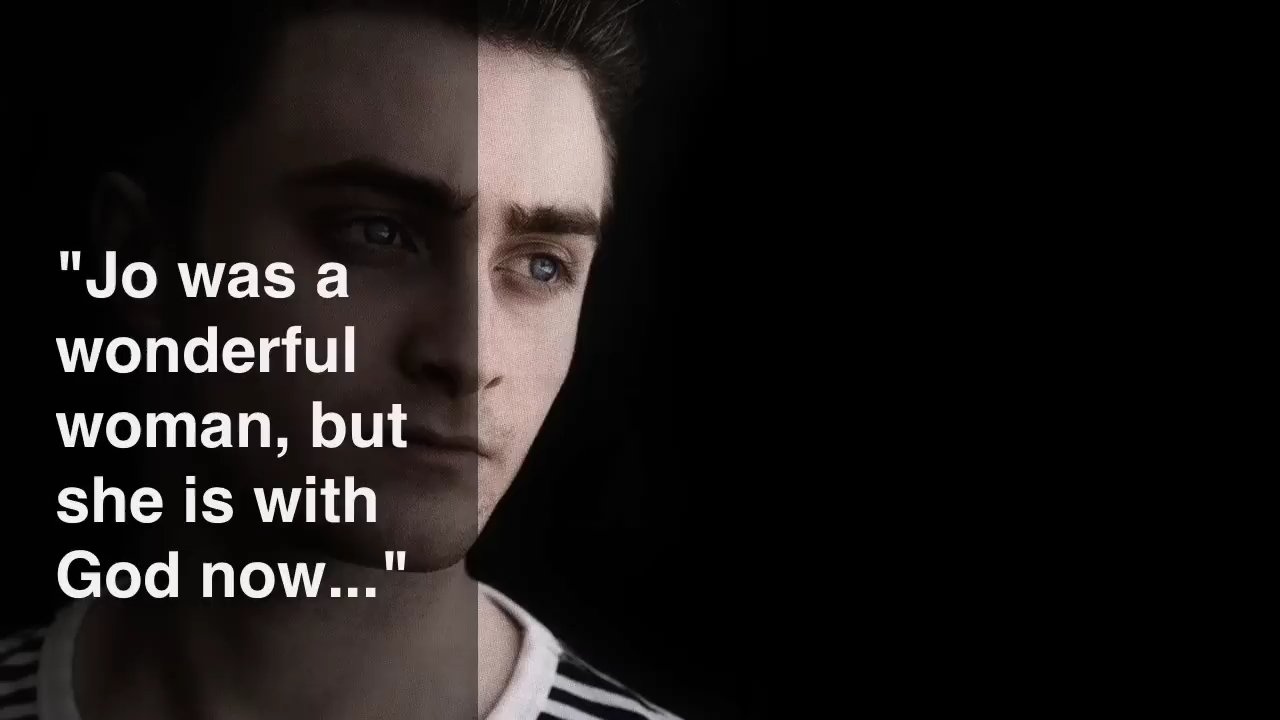 "Jo was a
wonderful
woman, but
she is with
God now..."